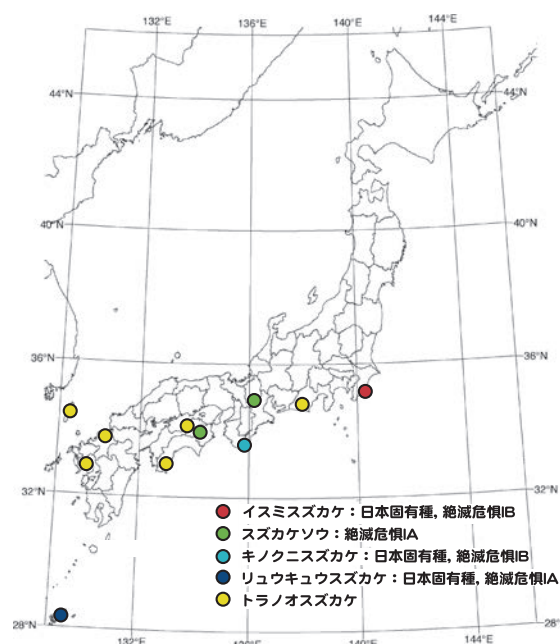 132°E 136°E 140°E 144°E
44°N 44°N
40°N 40°N
36°N 36°N
32°N 32°N
イスミスズカケ：日本固有種, 絶滅危惧IB
スズカケソウ：絶滅危惧IA
キノクニスズカケ：日本固有種, 絶滅危惧IB
リュウキュウスズカケ：日本固有種, 絶滅危惧IA
トラノオスズカケ
28°N 28°N
132°E 140°E 144°E